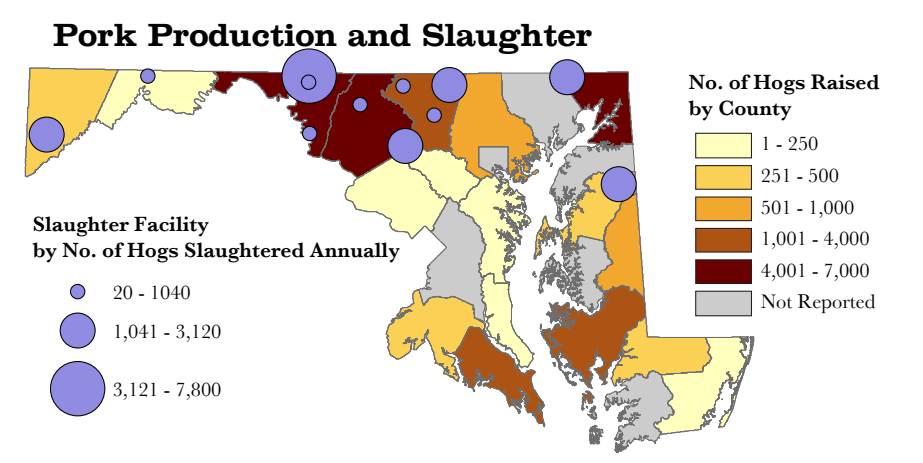 Pork Production and Slaughter
No. of Hogs Raised
by County
1 - 250
251 - 500
501 - 1,000
1,001 - 4,000
4,001 - 7,000
Not Reported
Slaughter Facility
by No. of Hogs Slaughtered Annually
20 - 1040
1,041 - 3,120
3,121 - 7,800